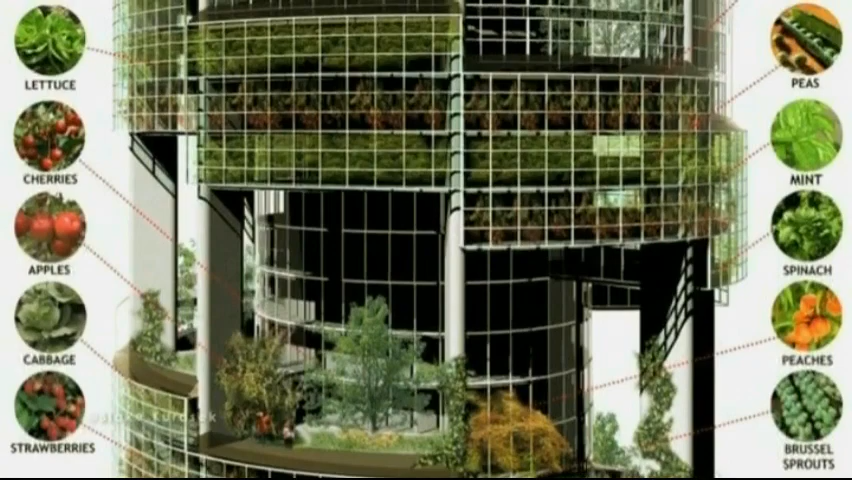 LETTUCE
CHERRIES
APPLES
CABBAGE
STRAWBERRIES
PEAS
MINT
SPINACH
PEACHES
BRUSSEL
SPROUTS